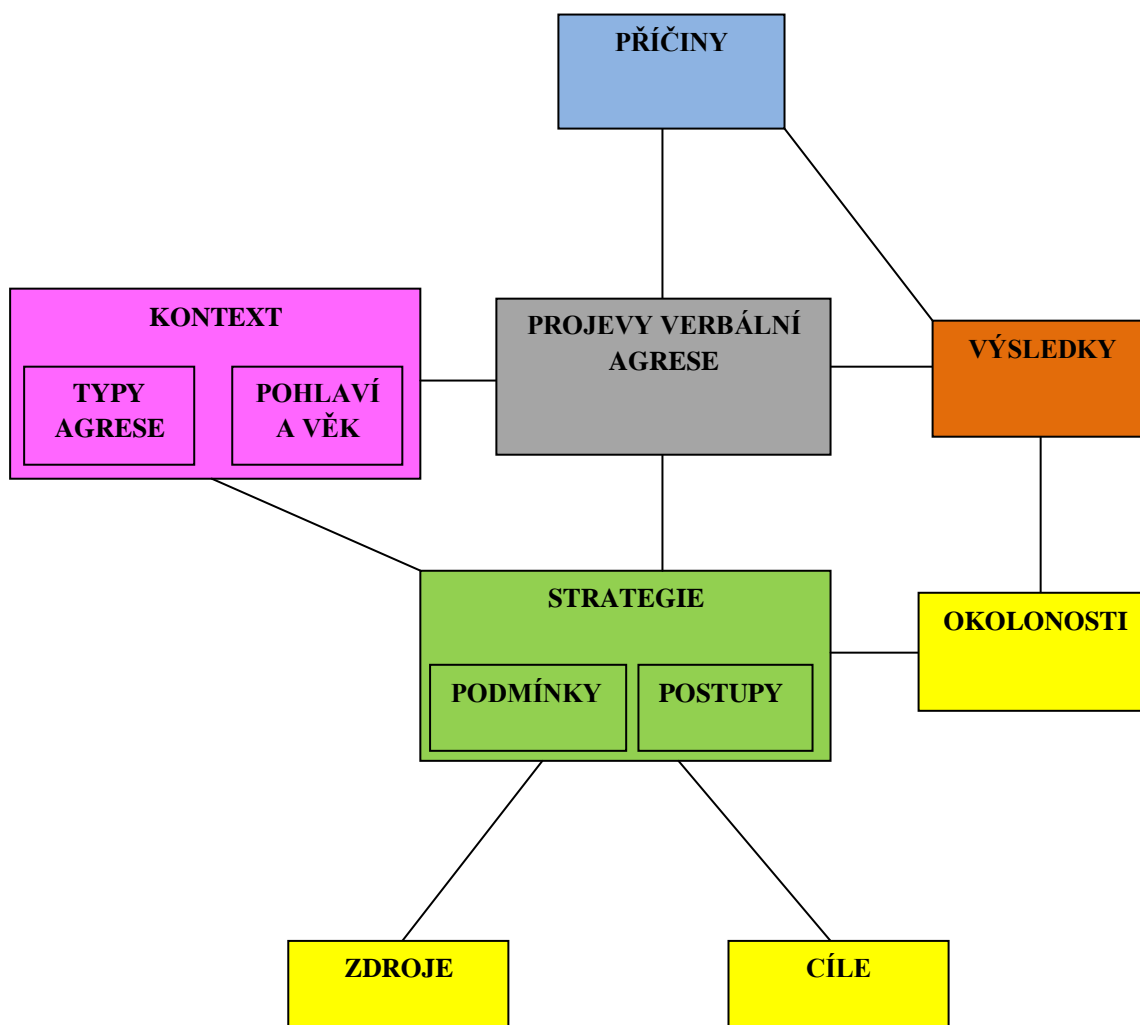 PŘÍČINY
KONTEXT
TYPY
AGRESE
POHLAVÍ
A VĚK
PROJEVY VERBÁLNÍ
AGRESE
VÝSLEDKY
STRATEGIE
PODMÍNKY
POSTUPY
OKOLONOSTI
ZDROJE
CÍLE